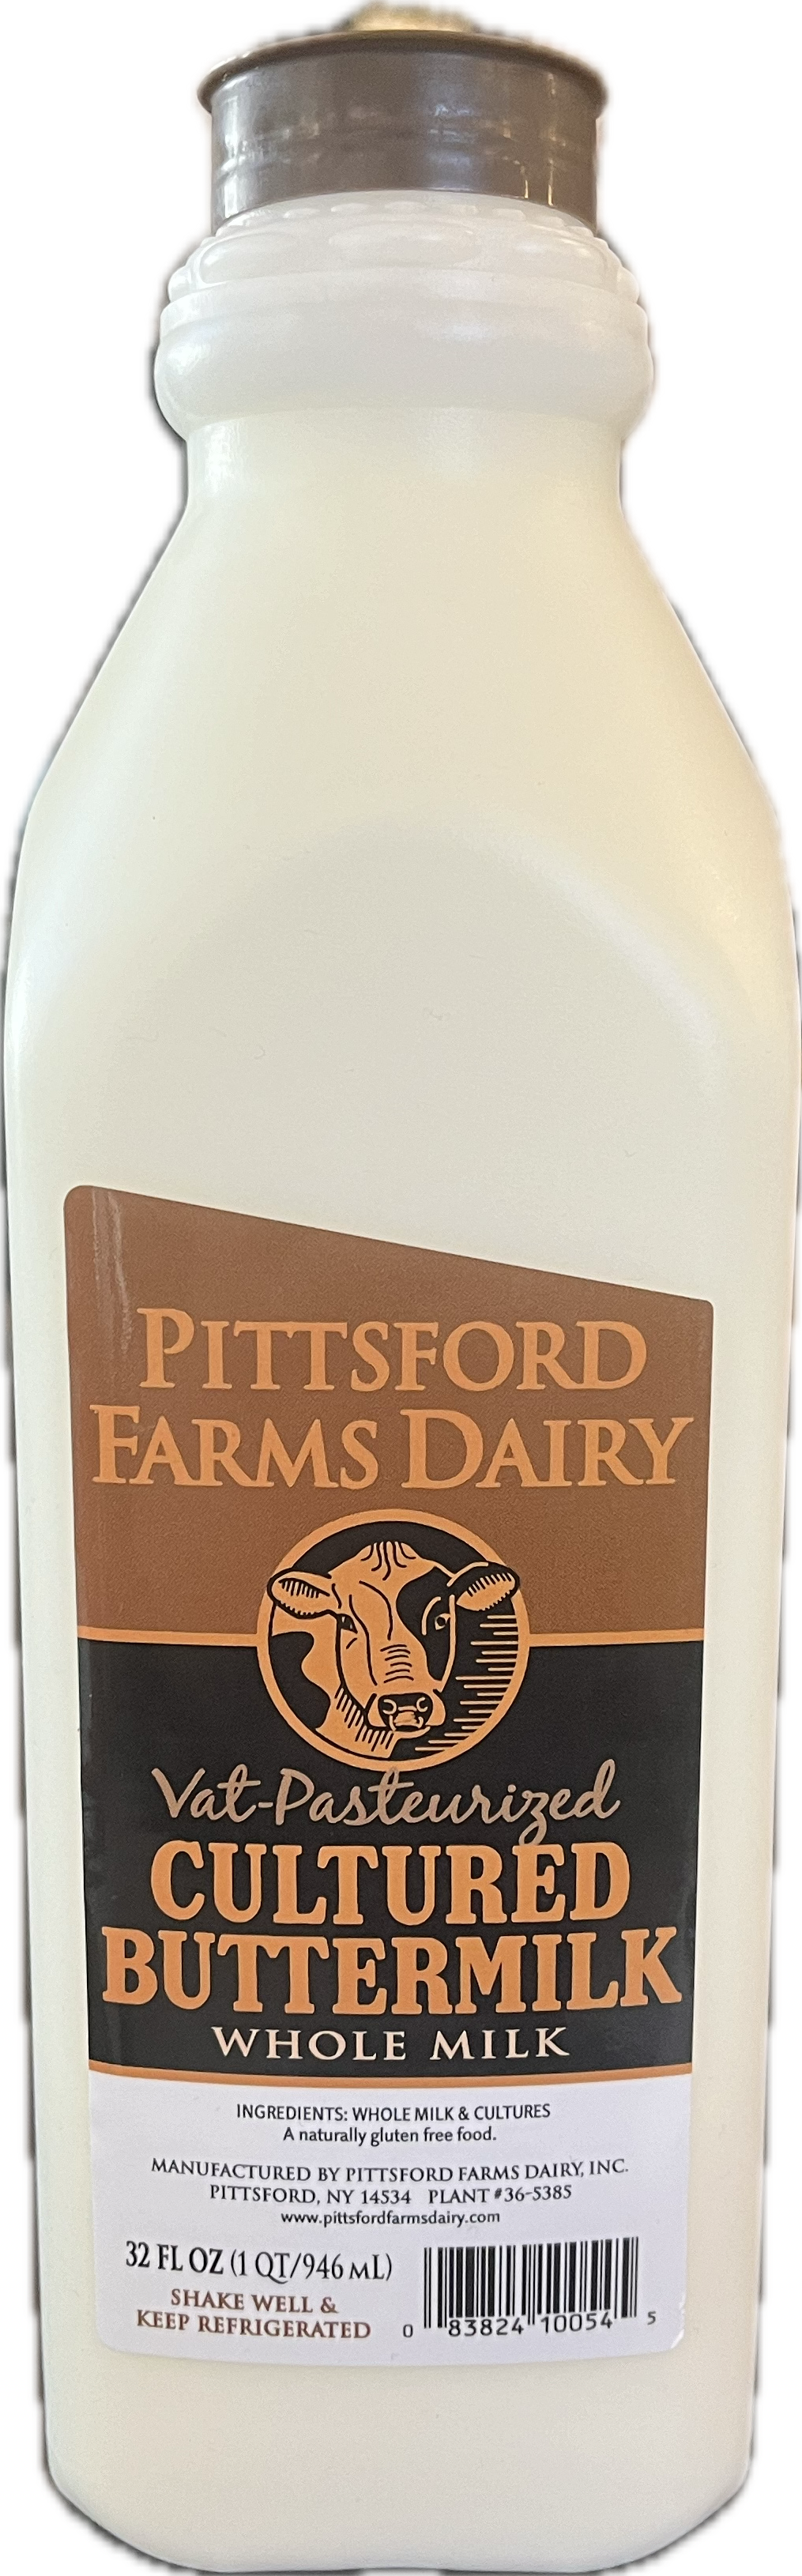 PITTSFORD
FARMS DAIRY
Vat-Pasteurized
CULTURED
BUTTERMILK
WHOLE MILK
INGREDIENTS: WHOLE MILK & CULTURES
A naturally gluten free food.
MANUFACTURED BY PITTSFORD FARMS DAIRY, INC.
PITTSFORD, NY 14534 PLANT #36-5385
www.pittsfordfarmsdairy.com
32 FL OZ (1 QT/946 mL)
SHAKE WELL &
KEEP REFRIGERATED
0 83824 10054 5